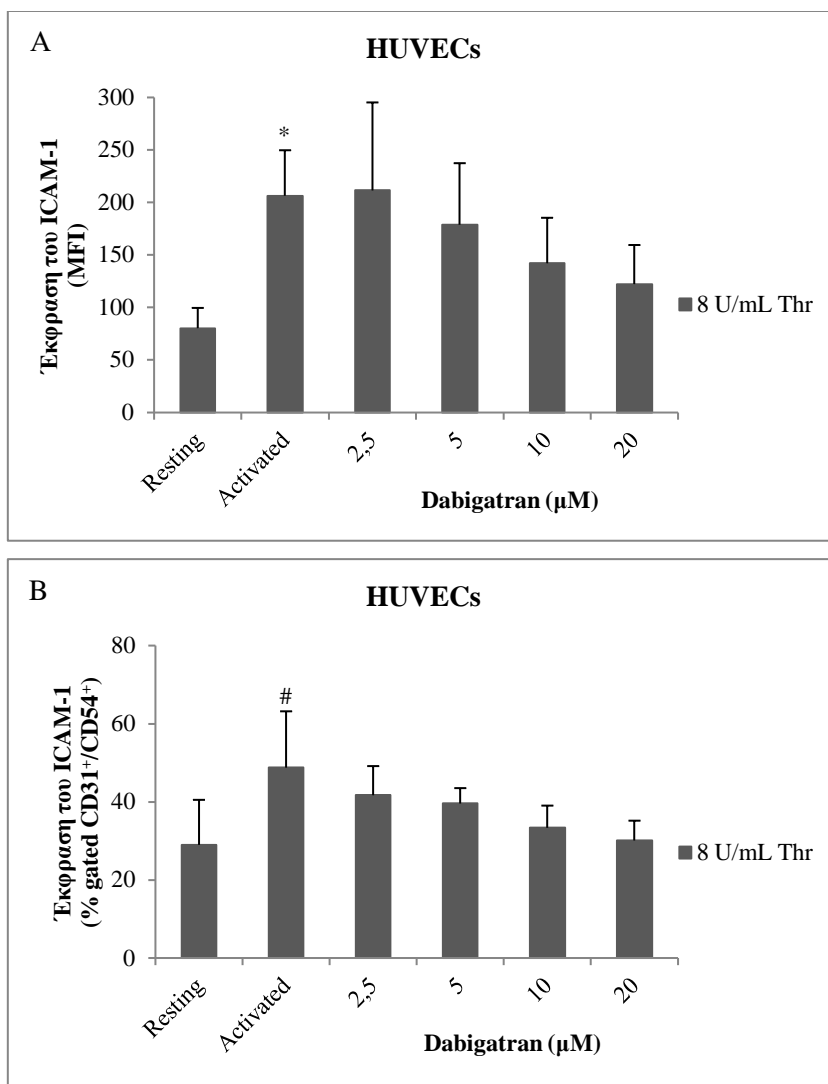 A
HUVECs
Έκφραση του ICAM-1
(MFI)
300
250
200
150
100
50
0
*
Resting
Activated
2,5
5
10
20
Dabigatran (μM)
8 U/mL Thr
B
HUVECs
Έκφραση του ICAM-1
(% gated CD31⁺/CD54⁺)
80
60
40
20
0
#
Resting
Activated
2,5
5
10
20
Dabigatran (μM)
8 U/mL Thr